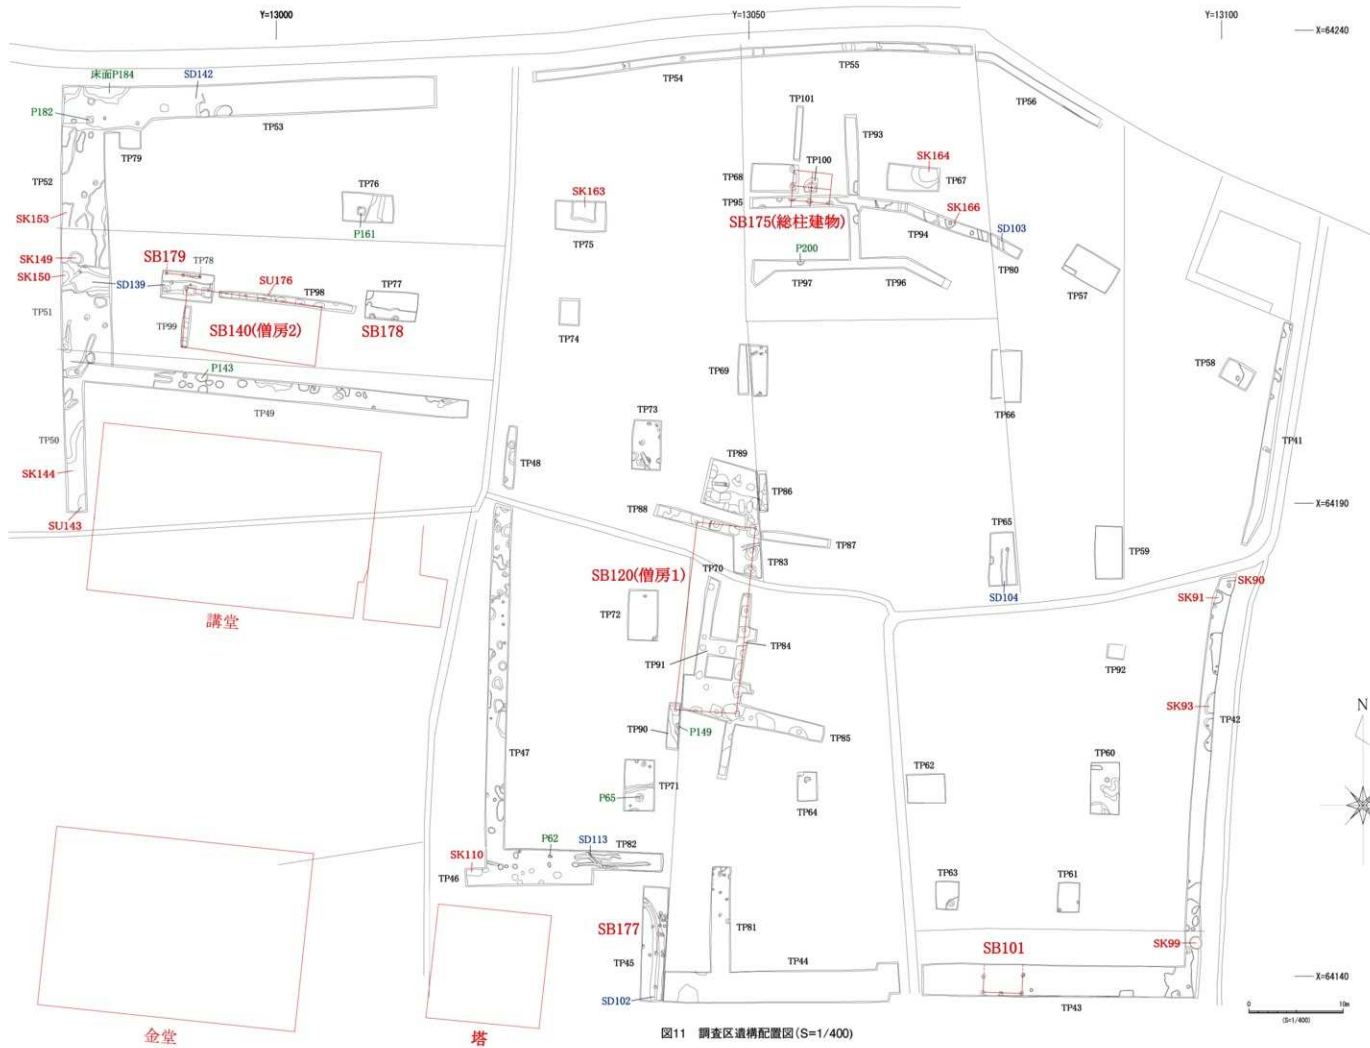 Y=13000
Y=13050
Y=13100
X=64240
床面P184
SD142
P182
TP53
TP79
TP52
SK153
SK149
SK150
SD139
TP51
SB179
TP78
SU176
TP98
TP99
SB140(僧房2)
TP76
P161
TP77
SB178
P143
TP49
TP50
SK144
SU143
講堂
TP54
TP55
TP56
TP101
TP93
TP100
TP68
TP95
SK164
TP67
SK166
TP94
SD103
TP80
SB175(総柱建物)
P200
TP97
TP96
SK163
TP75
TP74
TP57
TP58
TP41
TP69
TP66
TP73
TP48
TP89
TP86
TP88
TP87
TP83
TP65
SD104
TP59
X=64190
SB120(僧房1)
TP70
TP72
TP84
TP91
TP90
P149
TP85
TP47
TP71
P65
TP64
SK90
SK91
TP92
SK93
TP42
TP62
TP60
TP63
TP61
P62
SD113
TP82
SK110
TP46
SB177
TP45
SD102
TP81
TP44
SB101
SK99
TP43
X=64140
N
金堂
塔
0
10m
(S=1/400)
図11 調査区遺構配置図(S=1/400)